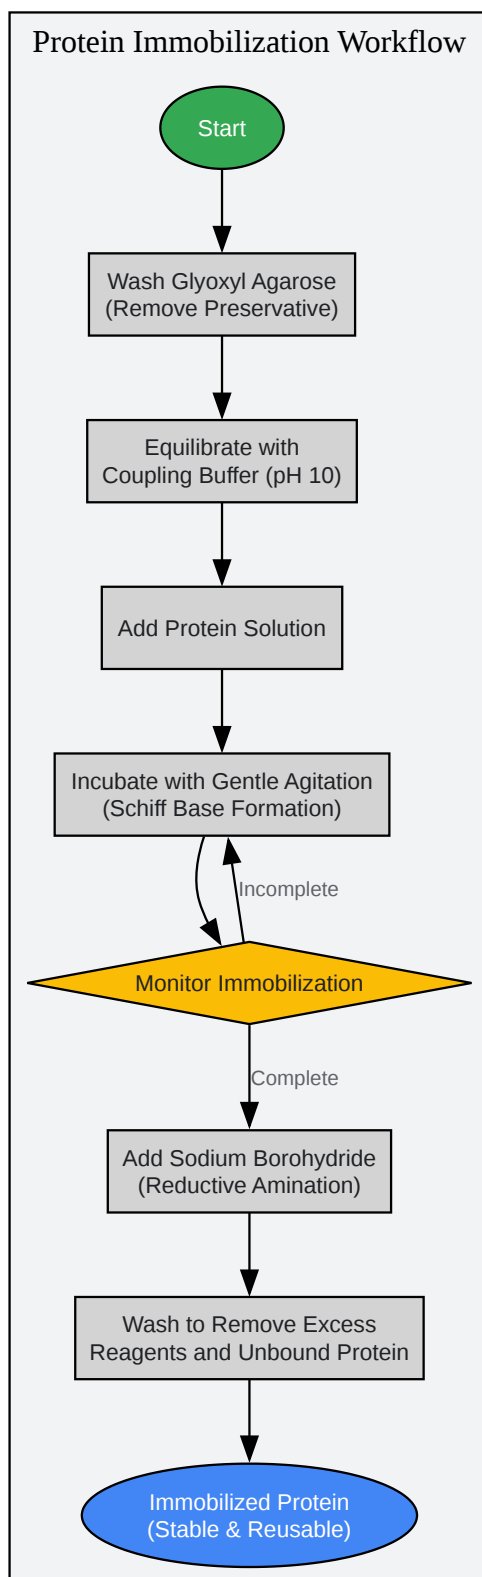 Protein Immobilization Workflow
Start
Wash Glyoxyl Agarose
(Remove Preservative)
Equilibrate with
Coupling Buffer (pH 10)
Add Protein Solution
Incubate with Gentle Agitation
(Schiff Base Formation)
Incomplete
Monitor Immobilization
Complete
Add Sodium Borohydride
(Reductive Amination)
Wash to Remove Excess
Reagents and Unbound Protein
Immobilized Protein
(Stable & Reusable)